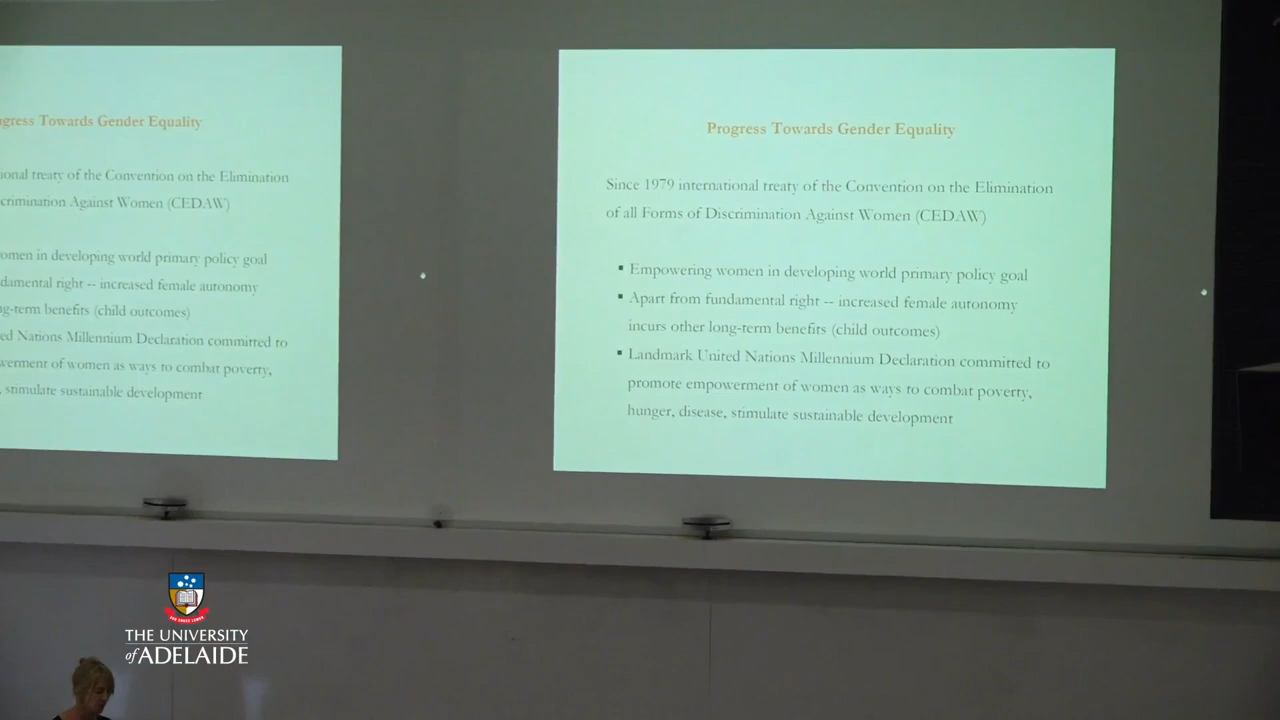 gress Towards Gender Equality
ional treaty of the Convention on the Elimination
crimination Against Women (CEDAW)
omen in developing world primary policy goal
damental right -- increased female autonomy
g-term benefits (child outcomes)
ed Nations Millennium Declaration committed to
werment of women as ways to combat poverty,
, stimulate sustainable development
Progress Towards Gender Equality
Since 1979 international treaty of the Convention on the Elimination
of all Forms of Discrimination Against Women (CEDAW)
▪ Empowering women in developing world primary policy goal
▪ Apart from fundamental right -- increased female autonomy
incurs other long-term benefits (child outcomes)
▪ Landmark United Nations Millennium Declaration committed to
promote empowerment of women as ways to combat poverty,
hunger, disease, stimulate sustainable development
THE UNIVERSITY
of ADELAIDE